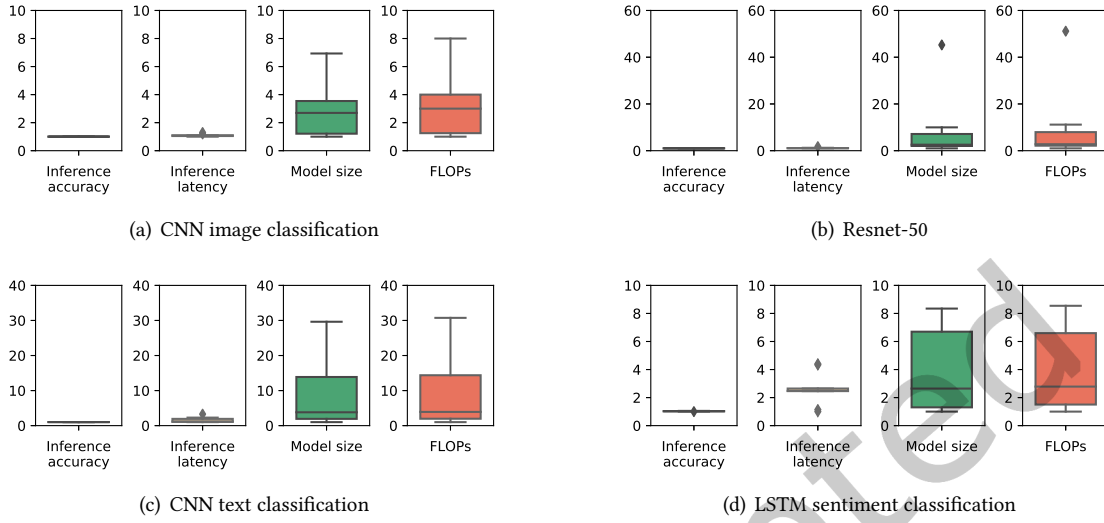 10 10 10 10 60 60 60 60
8 8 8 8
6 6 6 6 40 40 40 40
4 4 4 4 20 20 20 20
2 2 2 2
0 0 0 0 0 0 0 0
Inference accuracy Inference latency Model size FLOPs Inference accuracy Inference latency Model size FLOPs
(a) CNN image classification (b) Resnet-50
40 40 40 40 10 10 10 10
30 30 30 30 8 8 8 8
20 20 20 20 6 6 6 6
10 10 10 10 4 4 4 4
2 2 2 2
0 0 0 0 0 0 0 0
Inference accuracy Inference latency Model size FLOPs Inference accuracy Inference latency Model size FLOPs
(c) CNN text classification (d) LSTM sentiment classification